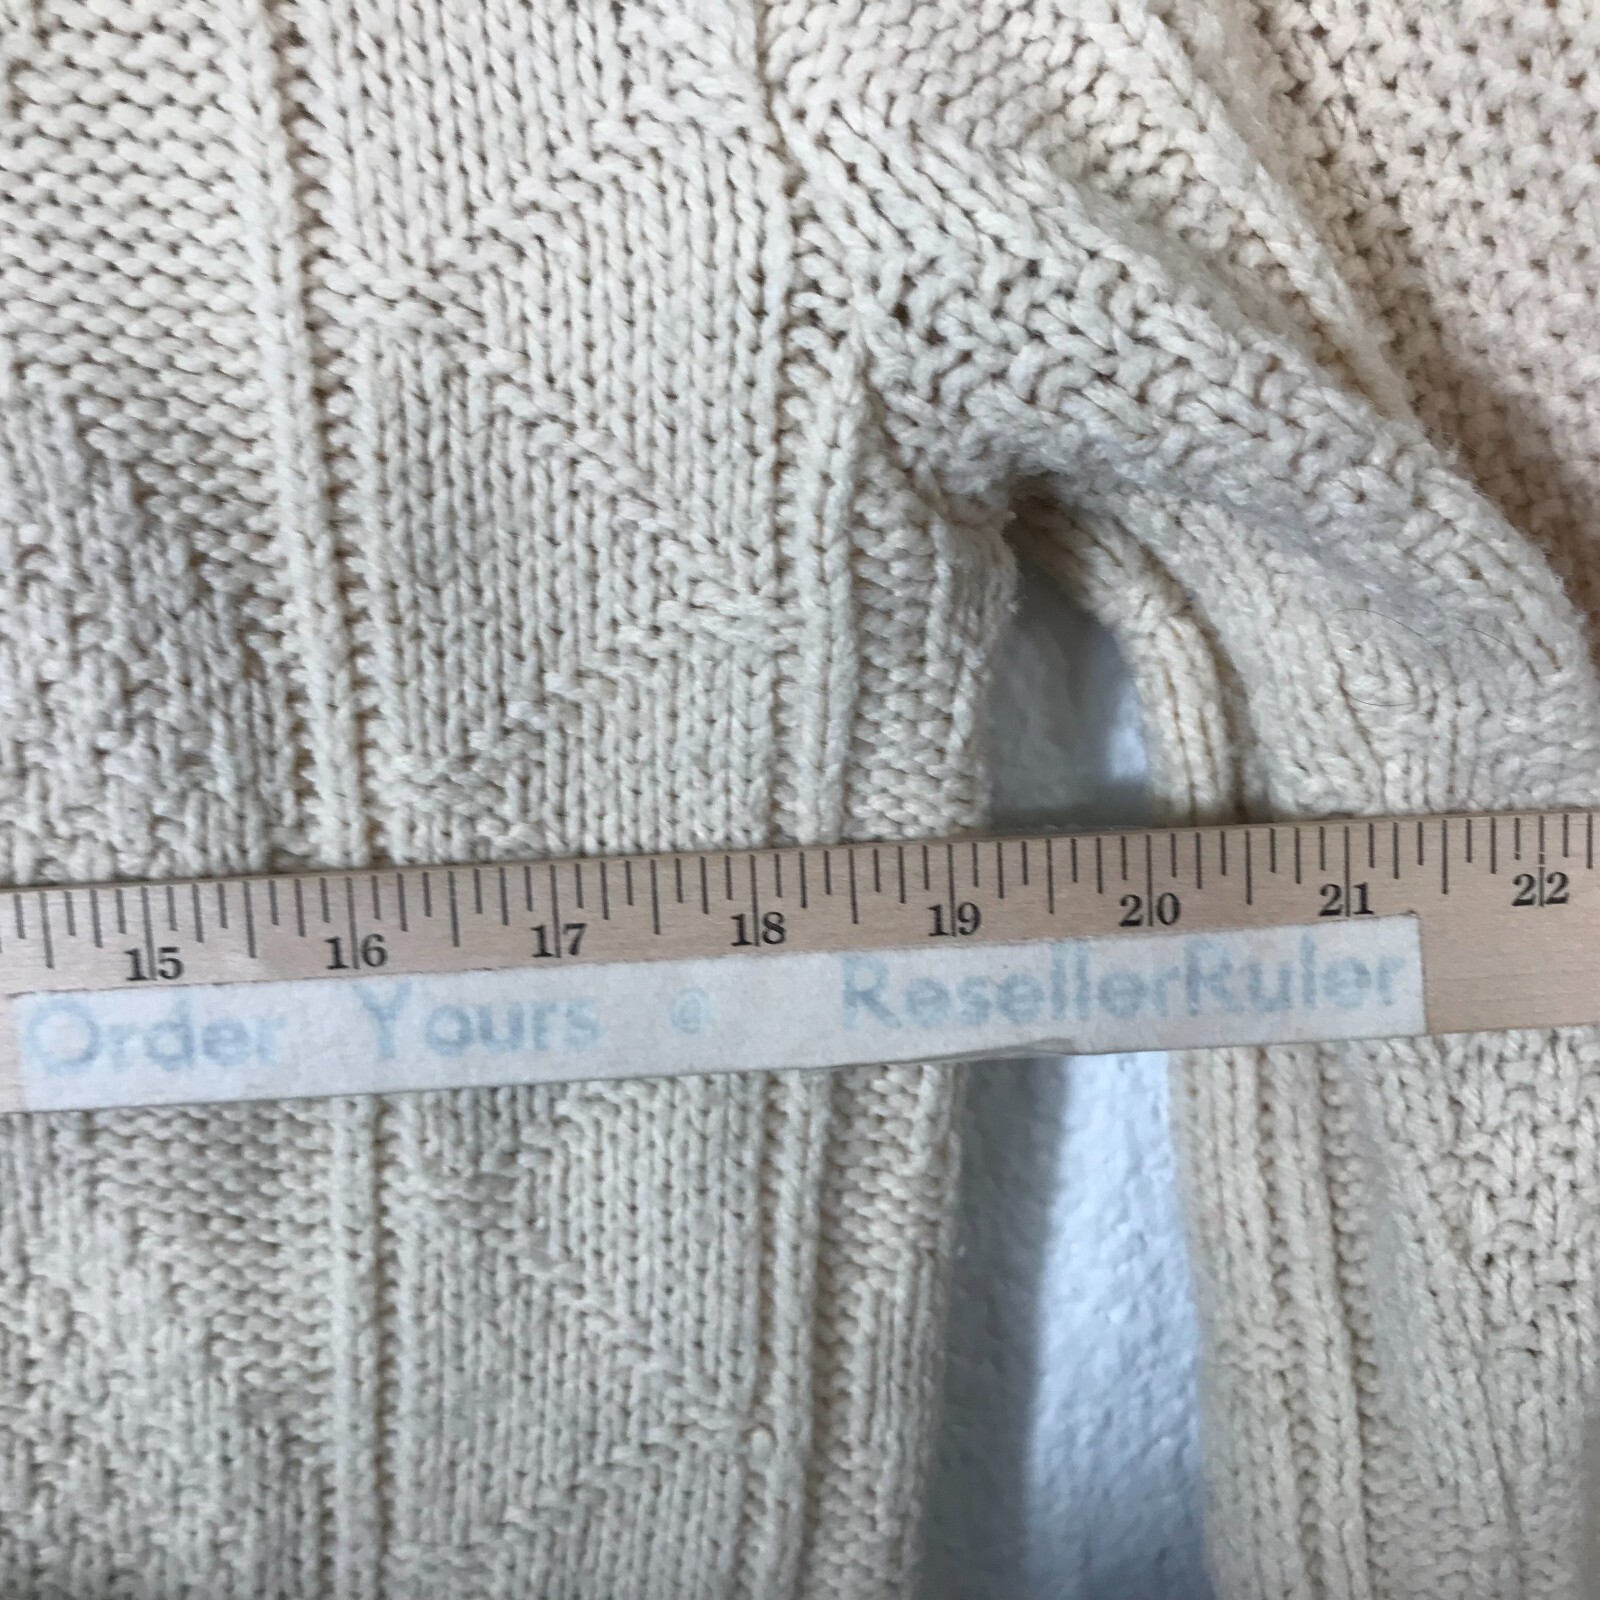 15 16 17 18 19 20 21 22
Order Yours @ ResellerRuler